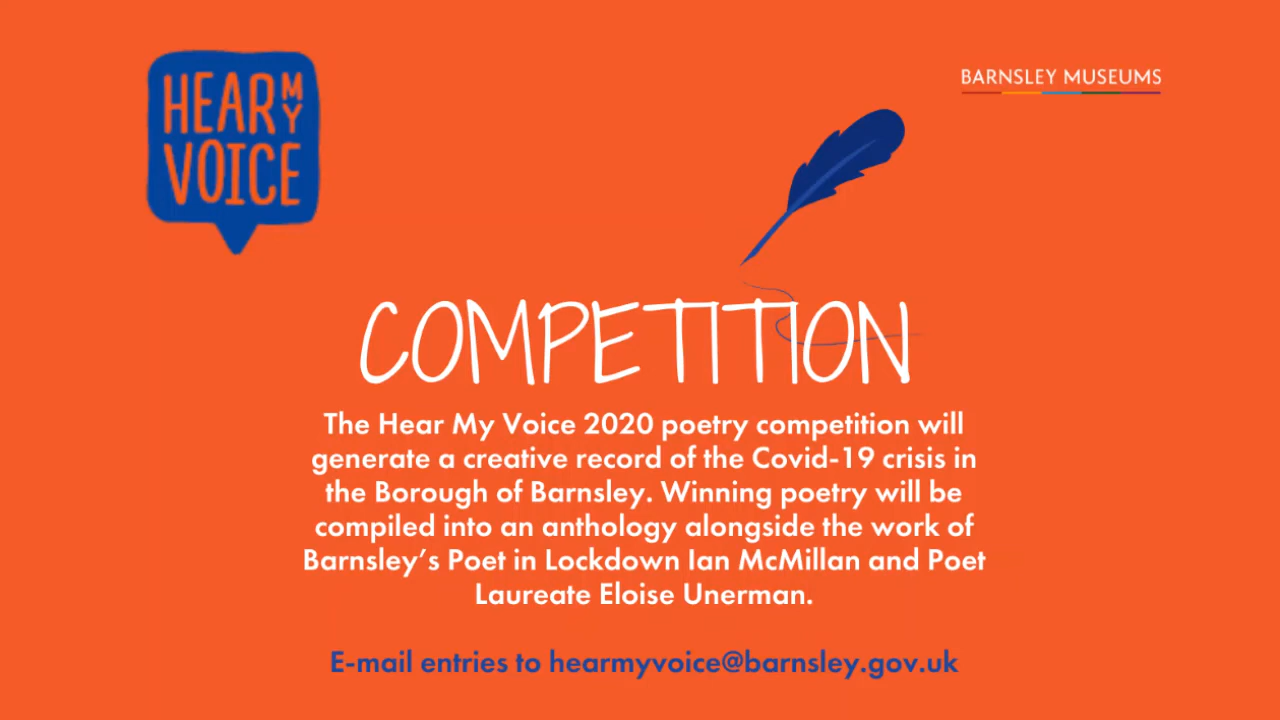 HEAR MY
VOICE
BARNSLEY MUSEUMS
COMPETITION
The Hear My Voice 2020 poetry competition will
generate a creative record of the Covid-19 crisis in
the Borough of Barnsley. Winning poetry will be
compiled into an anthology alongside the work of
Barnsley’s Poet in Lockdown Ian McMillan and Poet
Laureate Eloise Unerman.
E-mail entries to hearmyvoice@barnsley.gov.uk